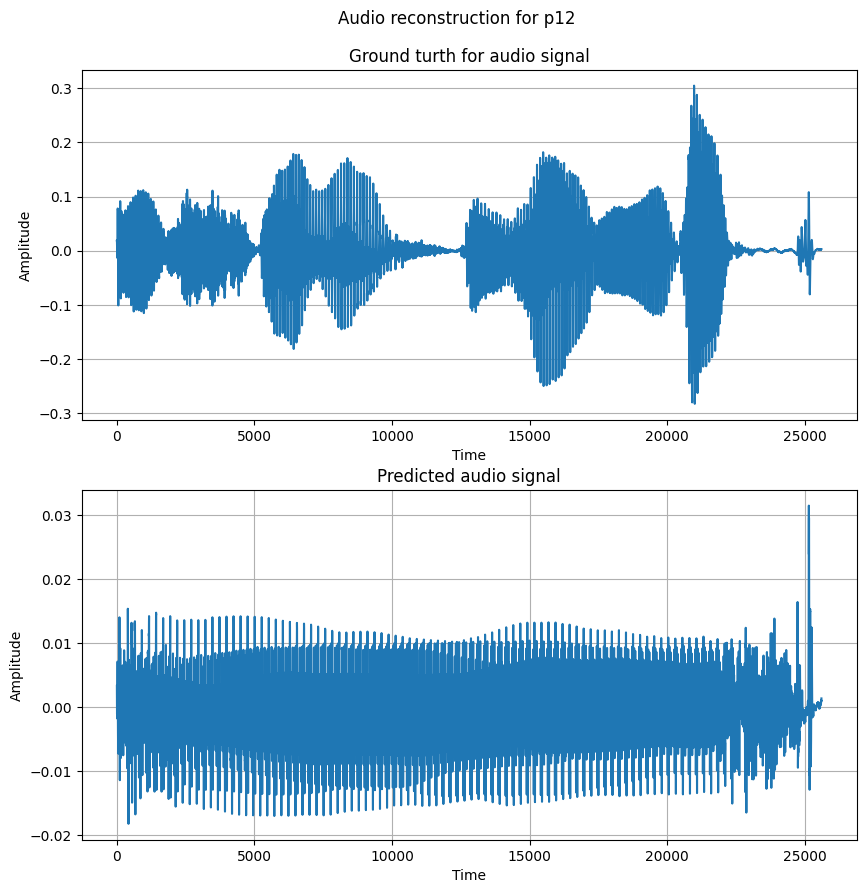 Audio reconstruction for p12
Ground turth for audio signal
0.3
0.2
0.1
0.0
−0.1
−0.2
−0.3
Amplitude
0 5000 10000 15000 20000 25000
Time
Predicted audio signal
0.03
0.02
0.01
0.00
−0.01
−0.02
Amplitude
0 5000 10000 15000 20000 25000
Time